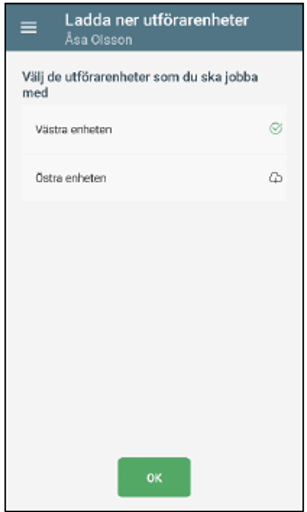 Ladda ner utförarenheter
Åsa Olsson
Välj de utförarenheter som du ska jobba
med
Västra enheten
Östra enheten
OK